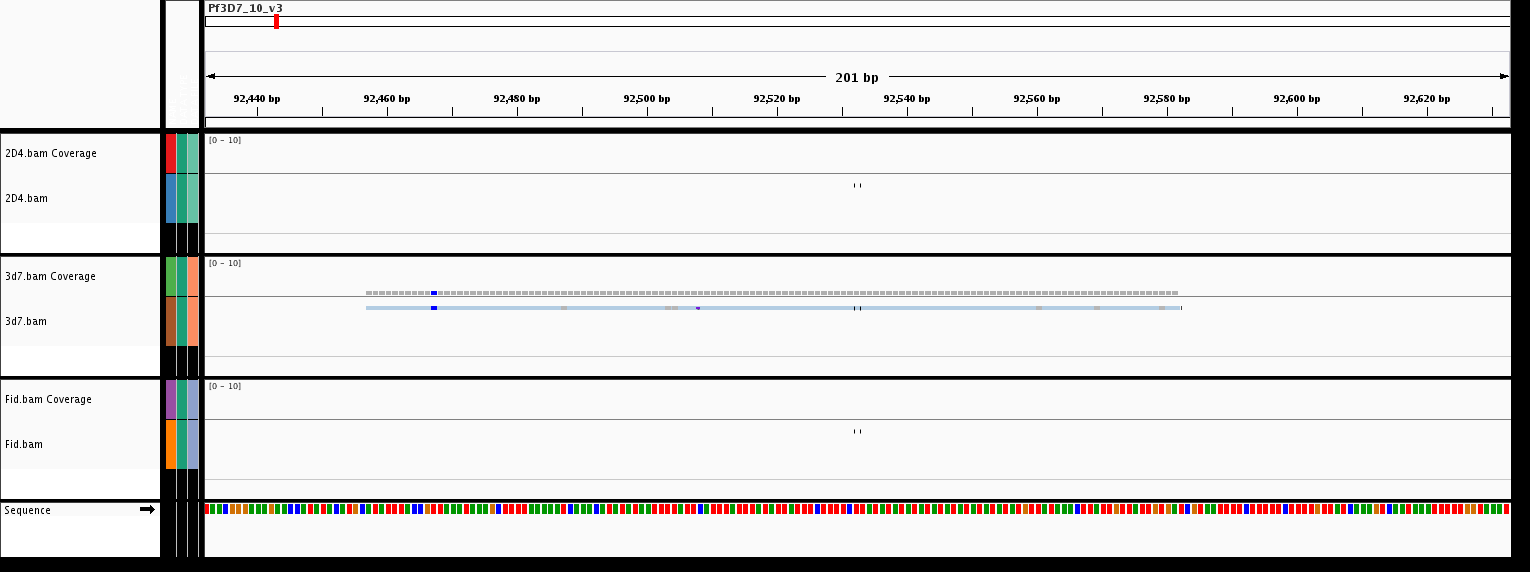 Pf3D7_10_v3
201 bp
92,440 bp 92,460 bp 92,480 bp 92,500 bp 92,520 bp 92,540 bp 92,560 bp 92,580 bp 92,600 bp 92,620 bp
[0 - 10]
2D4.bam Coverage
2D4.bam
[0 - 10]
3d7.bam Coverage
3d7.bam
[0 - 10]
Fid.bam Coverage
Fid.bam
Sequence